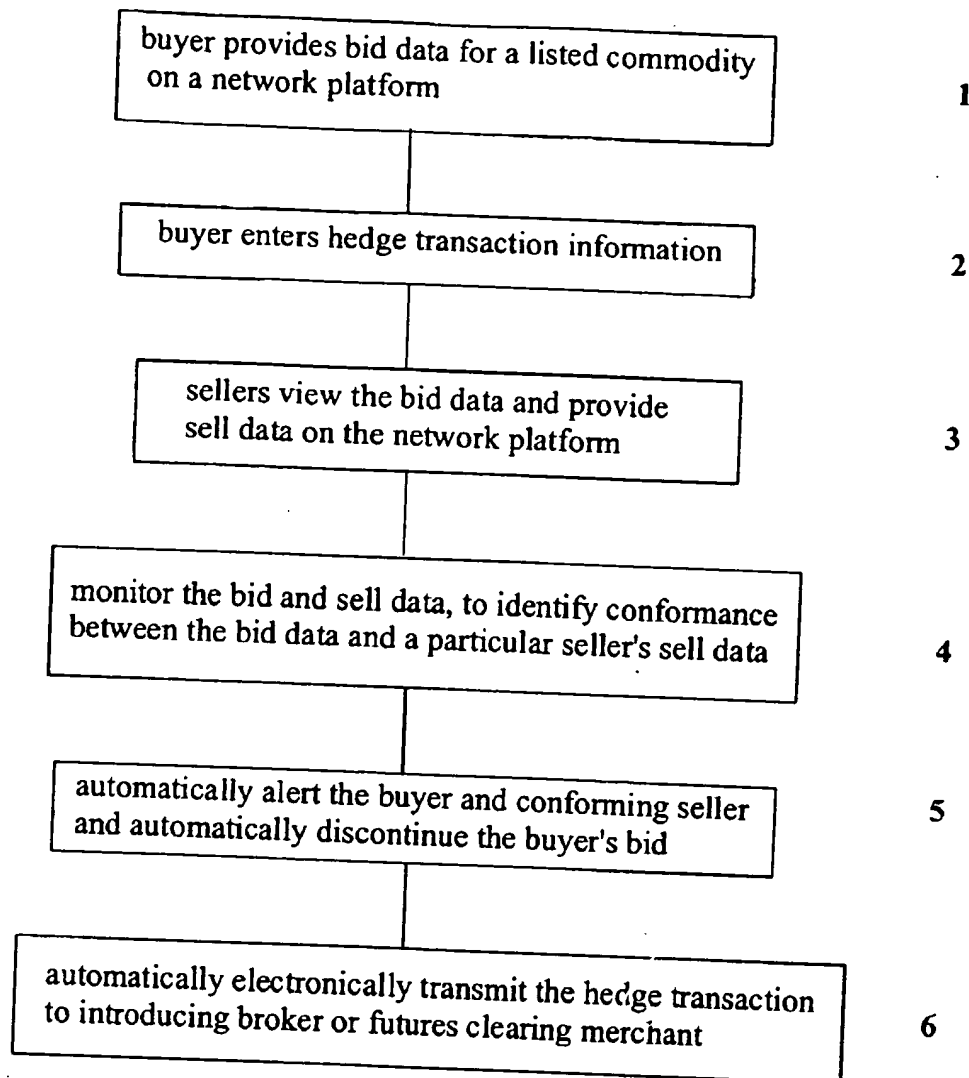 buyer provides bid data for a listed commodity
on a network platform
1
buyer enters hedge transaction information
2
sellers view the bid data and provide
sell data on the network platform
3
monitor the bid and sell data, to identify conformance
between the bid data and a particular seller's sell data
4
automatically alert the buyer and conforming seller
and automatically discontinue the buyer's bid
5
automatically electronically transmit the hedge transaction
to introducing broker or futures clearing merchant
6